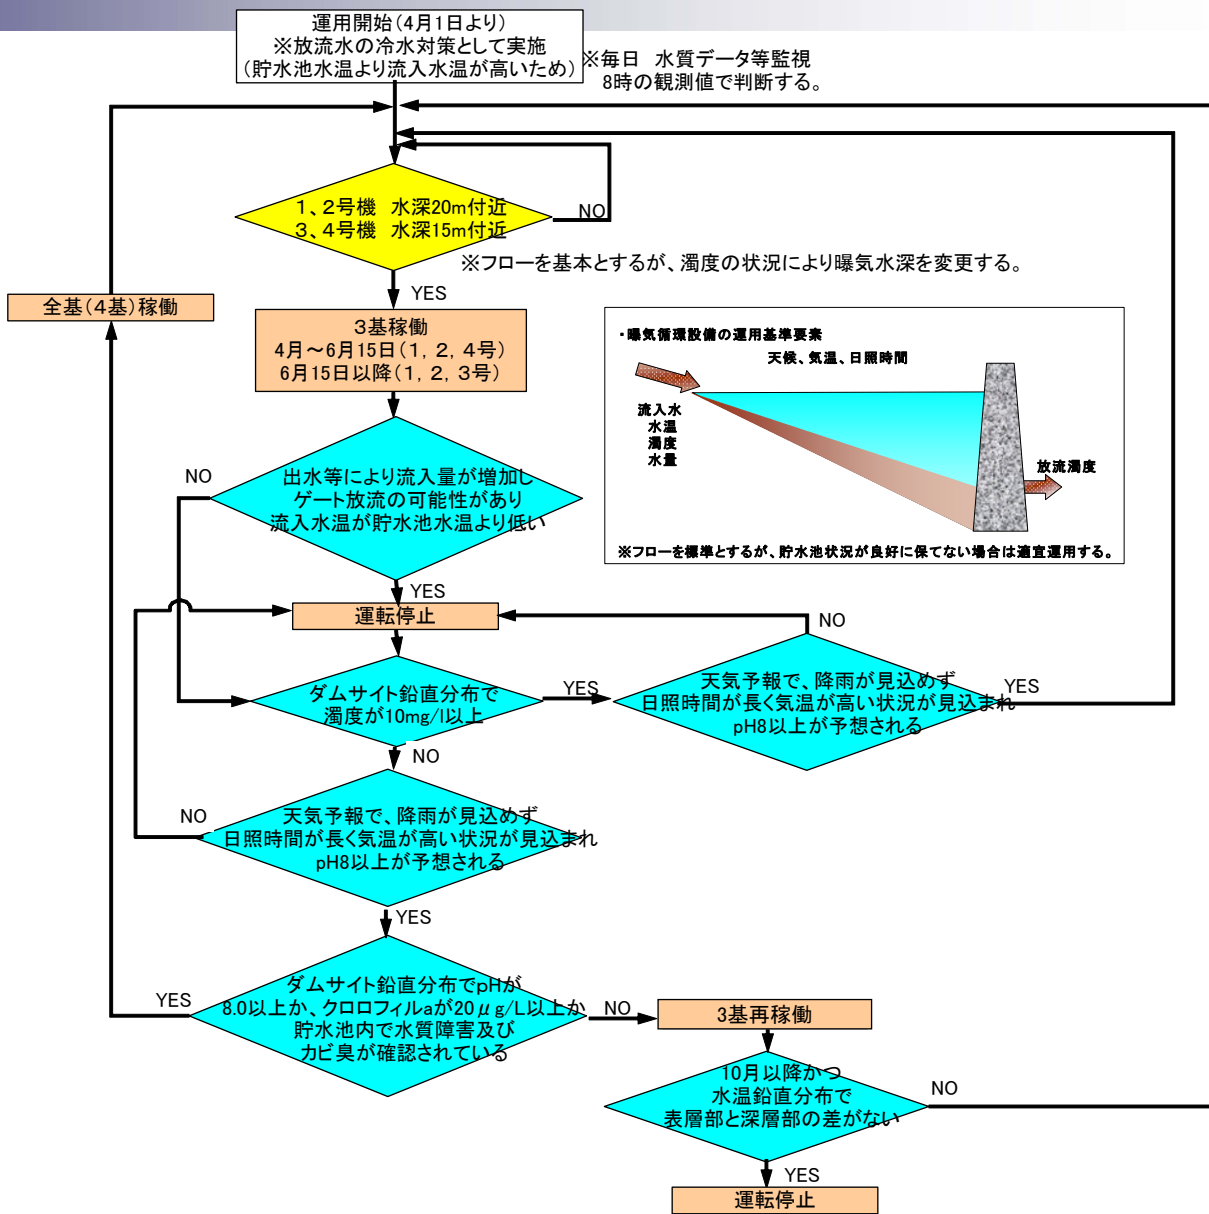 運用開始（4月1日より）
※放流水の冷水対策として実施
（貯水池水温より流入水温が高いため）
※毎日 水質データ等監視
8時の観測値で判断する。
1、2号機 水深20m付近
3、4号機 水深15m付近
NO
※フローを基本とするが、濁度の状況により曝気水深を変更する。
YES
全基（4基）稼働
3基稼働
4月～6月15日（1，2，4号）
6月15日以降（1，2，3号）
・曝気循環設備の運用基準要素
天候、気温、日照時間
流入水
水温
濁度
水量
放流濁度
※フローを標準とするが、貯水池状況が良好に保てない場合は適宜運用する。
NO
出水等により流入量が増加し
ゲート放流の可能性があり
流入水温が貯水池水温より低い
YES
運転停止
NO
ダムサイト鉛直分布で
濁度が10mg/l以上
YES
天気予報で、降雨が見込めず
日照時間が長く気温が高い状況が見込まれ
pH8以上が予想される
YES
NO
NO
天気予報で、降雨が見込めず
日照時間が長く気温が高い状況が見込まれ
pH8以上が予想される
YES
YES
ダムサイト鉛直分布でpHが
8.0以上か、クロロフィルaが20μg/L以上か
貯水池内で水質障害及び
カビ臭が確認されている
NO
3基再稼働
10月以降かつ
水温鉛直分布で
表層部と深層部の差がない
NO
YES
運転停止